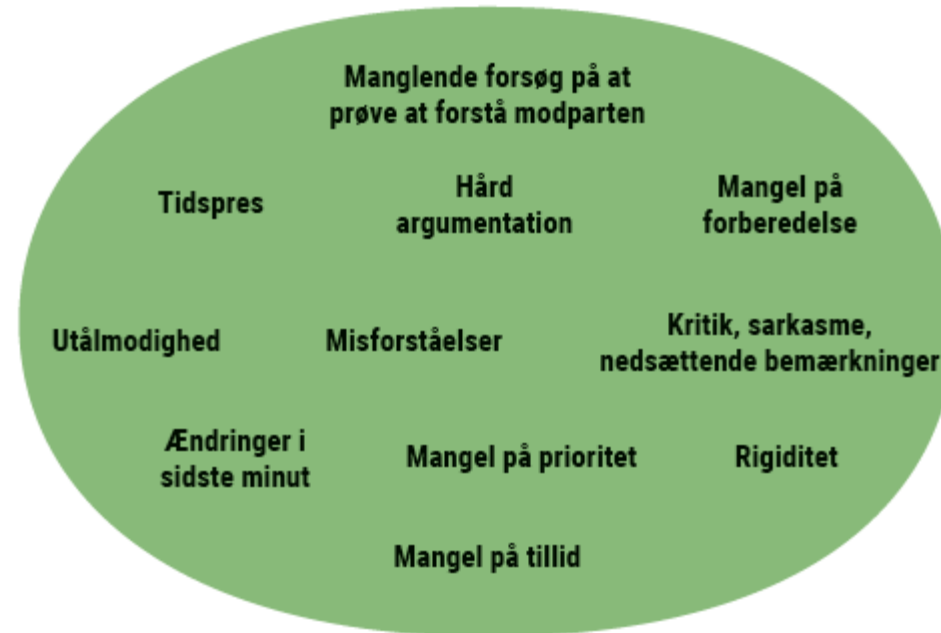 Manglende forsøg på at
prøve at forstå modparten
Tidspres
Hård
argumentation
Mangel på
forberedelse
Utålmodighed
Misforståelser
Kritik, sarkasme,
nedsættende bemærkninger
Ændringer i
sidste minut
Mangel på prioritet
Rigiditet
Mangel på tillid